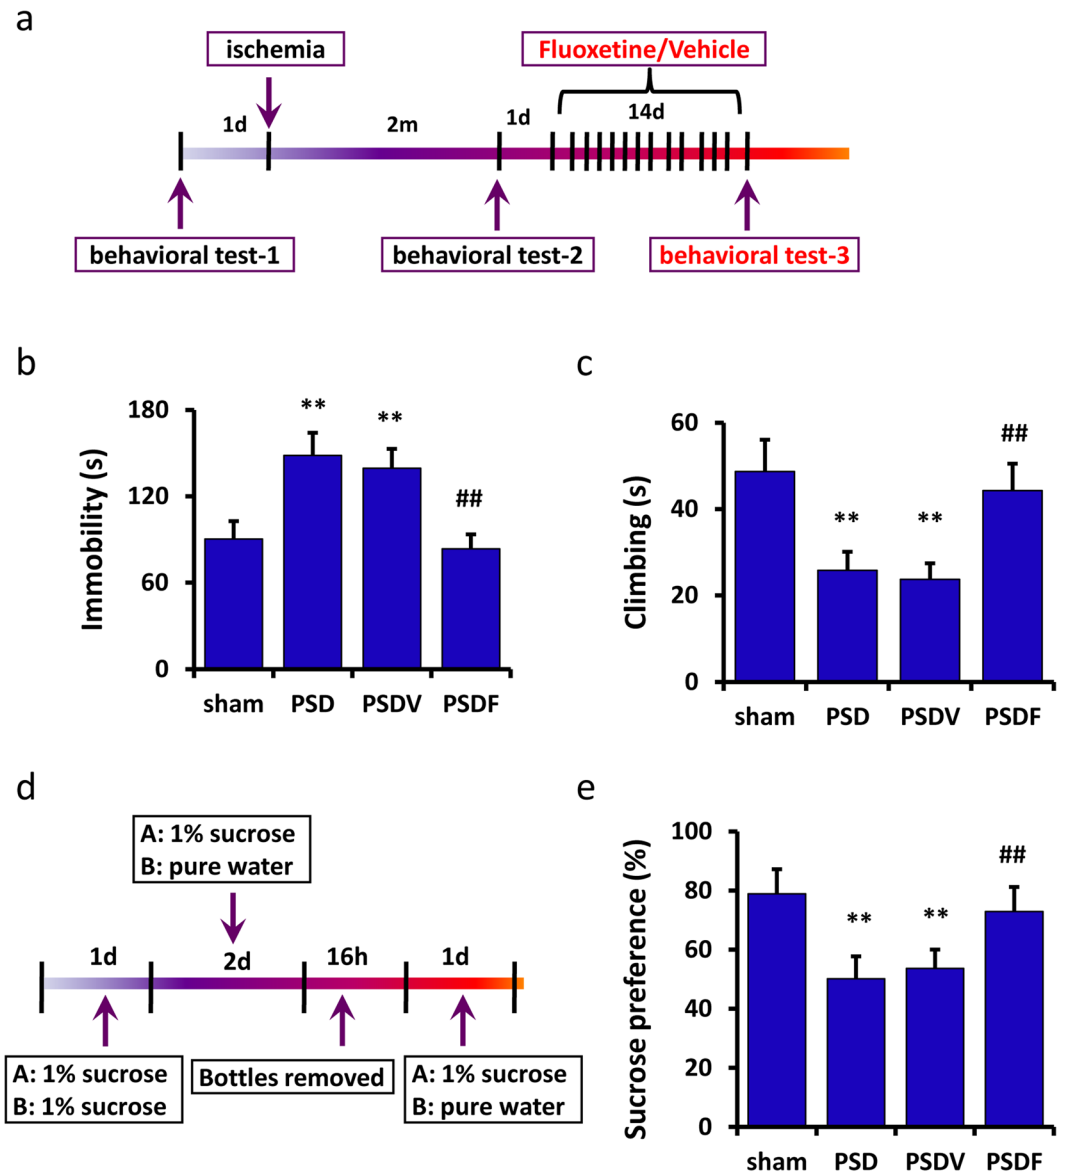 a
ischemia
Fluoxetine/Vehicle
1d
2m
1d
14d
behavioral test-1
behavioral test-2
behavioral test-3
b
Immobility (s)
180
120
60
0
**
**
##
sham
PSD
PSDV
PSDF
c
Climbing (s)
60
40
20
0
**
**
##
sham
PSD
PSDV
PSDF
d
A: 1% sucrose
B: pure water
1d
2d
16h
1d
A: 1% sucrose
B: 1% sucrose
Bottles removed
A: 1% sucrose
B: pure water
e
Sucrose preference (%)
100
80
60
40
20
0
**
**
##
sham
PSD
PSDV
PSDF